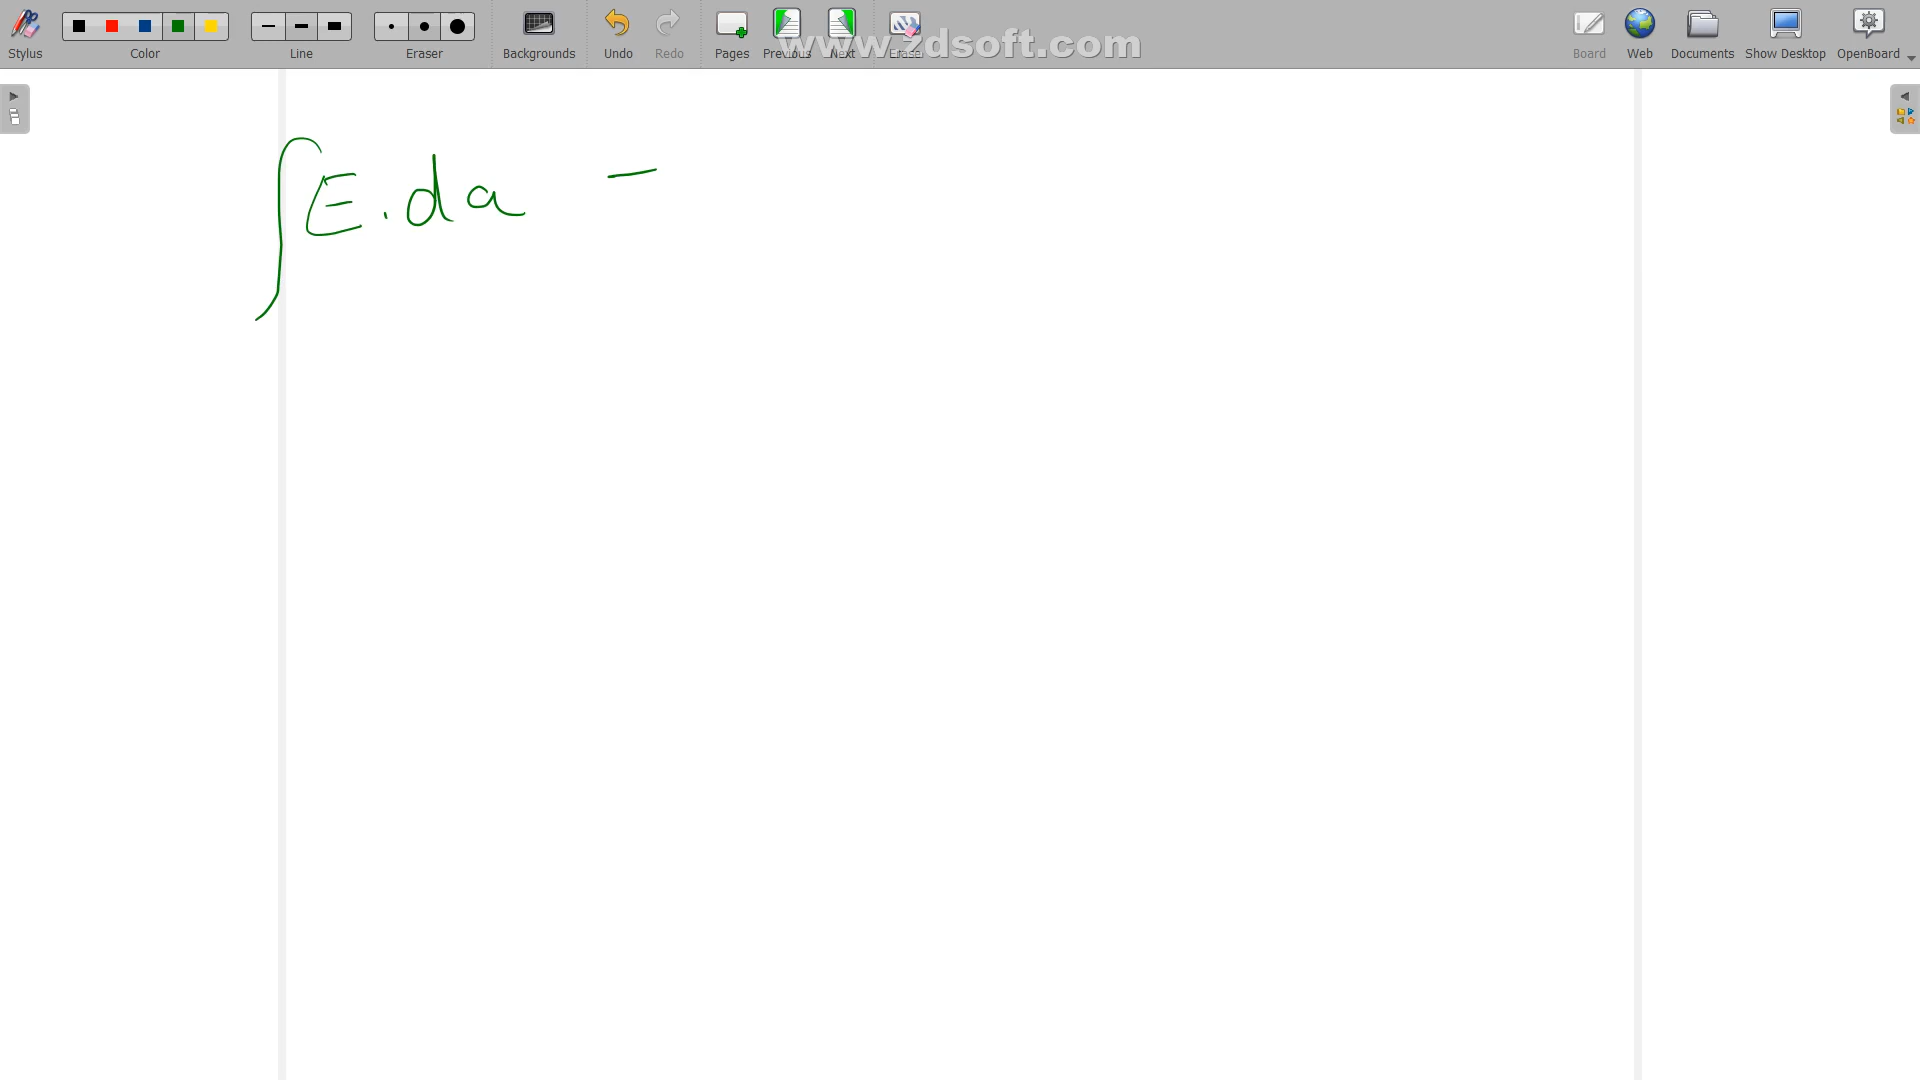 Stylus Color Line Eraser Backgrounds Undo Redo Pages Previous Next Erase Board Web Documents Show Desktop OpenBoard
www.zdsoft.com
∫E.da −